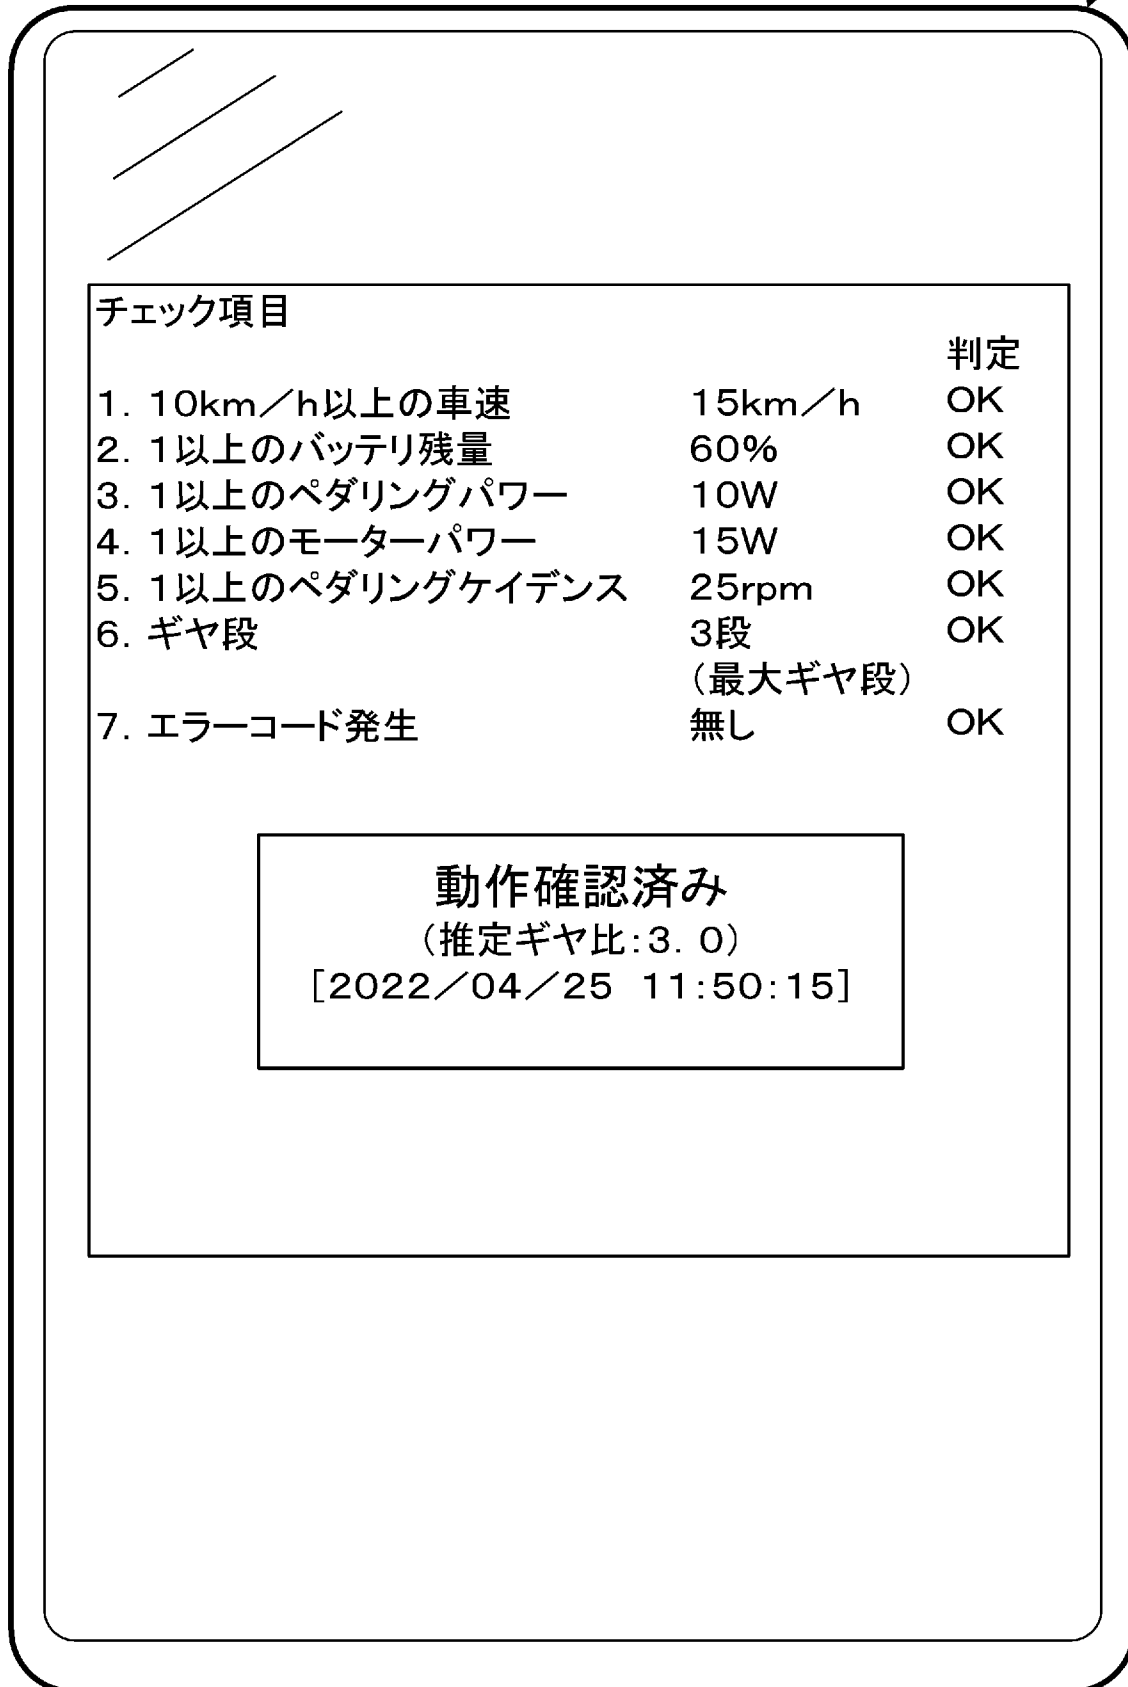 チェック項目
判定
1. 10km/h以上の車速 15km/h OK
2. 1以上のバッテリ残量 60% OK
3. 1以上のペダリングパワー 10W OK
4. 1以上のモーターパワー 15W OK
5. 1以上のペダリングケイデンス 25rpm OK
6. ギヤ段 3段 OK
(最大ギヤ段)
7. エラーコード発生 無し OK
動作確認済み
(推定ギヤ比:3. 0)
[2022/04/25 11:50:15]